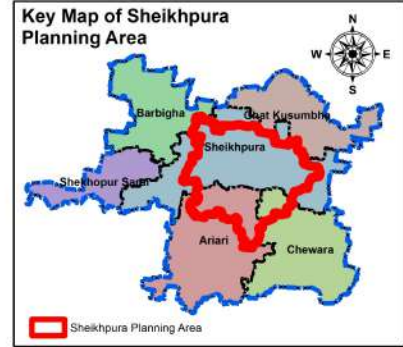 Key Map of Sheikhpura
Planning Area
N
W E
S
Barbigha
Ghat Kusumbha
Sheikhpura
Shekhopur Sarai
Ariari
Chewara
Sheikhpura Planning Area